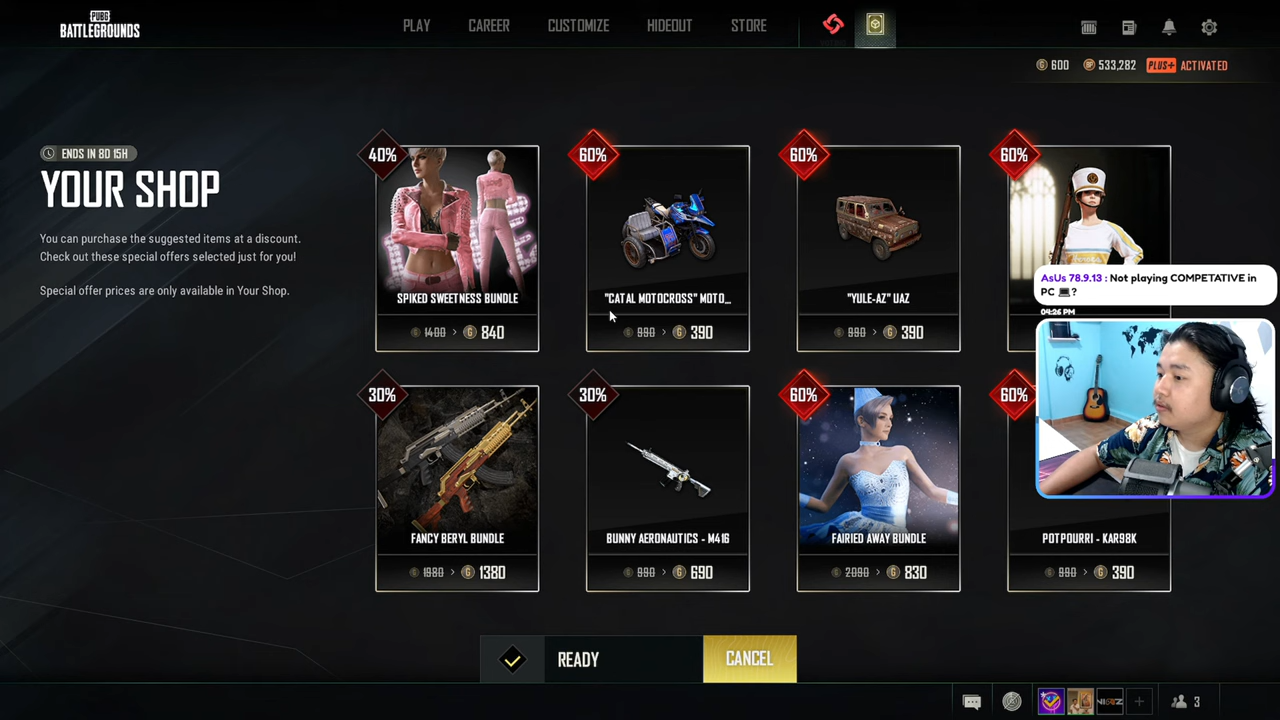 PUBG
BATTLEGROUNDS
PLAY
CAREER
CUSTOMIZE
HIDEOUT
STORE
G 600
533,282
PLUS+ ACTIVATED
ENDS IN 8D 15H
YOUR SHOP
You can purchase the suggested items at a discount.
Check out these special offers selected just for you!
Special offer prices are only available in Your Shop.
40%
SPIKED SWEETNESS BUNDLE
G 1400 > G 840
60%
"CATAL MOTOCROSS" MOTO...
G 990 > G 390
60%
"YULE-AZ" UAZ
G 990 > G 390
60%
AsUs 78.9.13 : Not playing COMPETATIVE in
PC 💻?
04:26 PM
30%
FANCY BERYL BUNDLE
G 1980 > G 1380
30%
BUNNY AERONAUTICS - M416
G 990 > G 690
60%
FAIRIED AWAY BUNDLE
G 2090 > G 830
60%
POTPOURRI - KAR98K
G 990 > G 390
READY
CANCEL
3